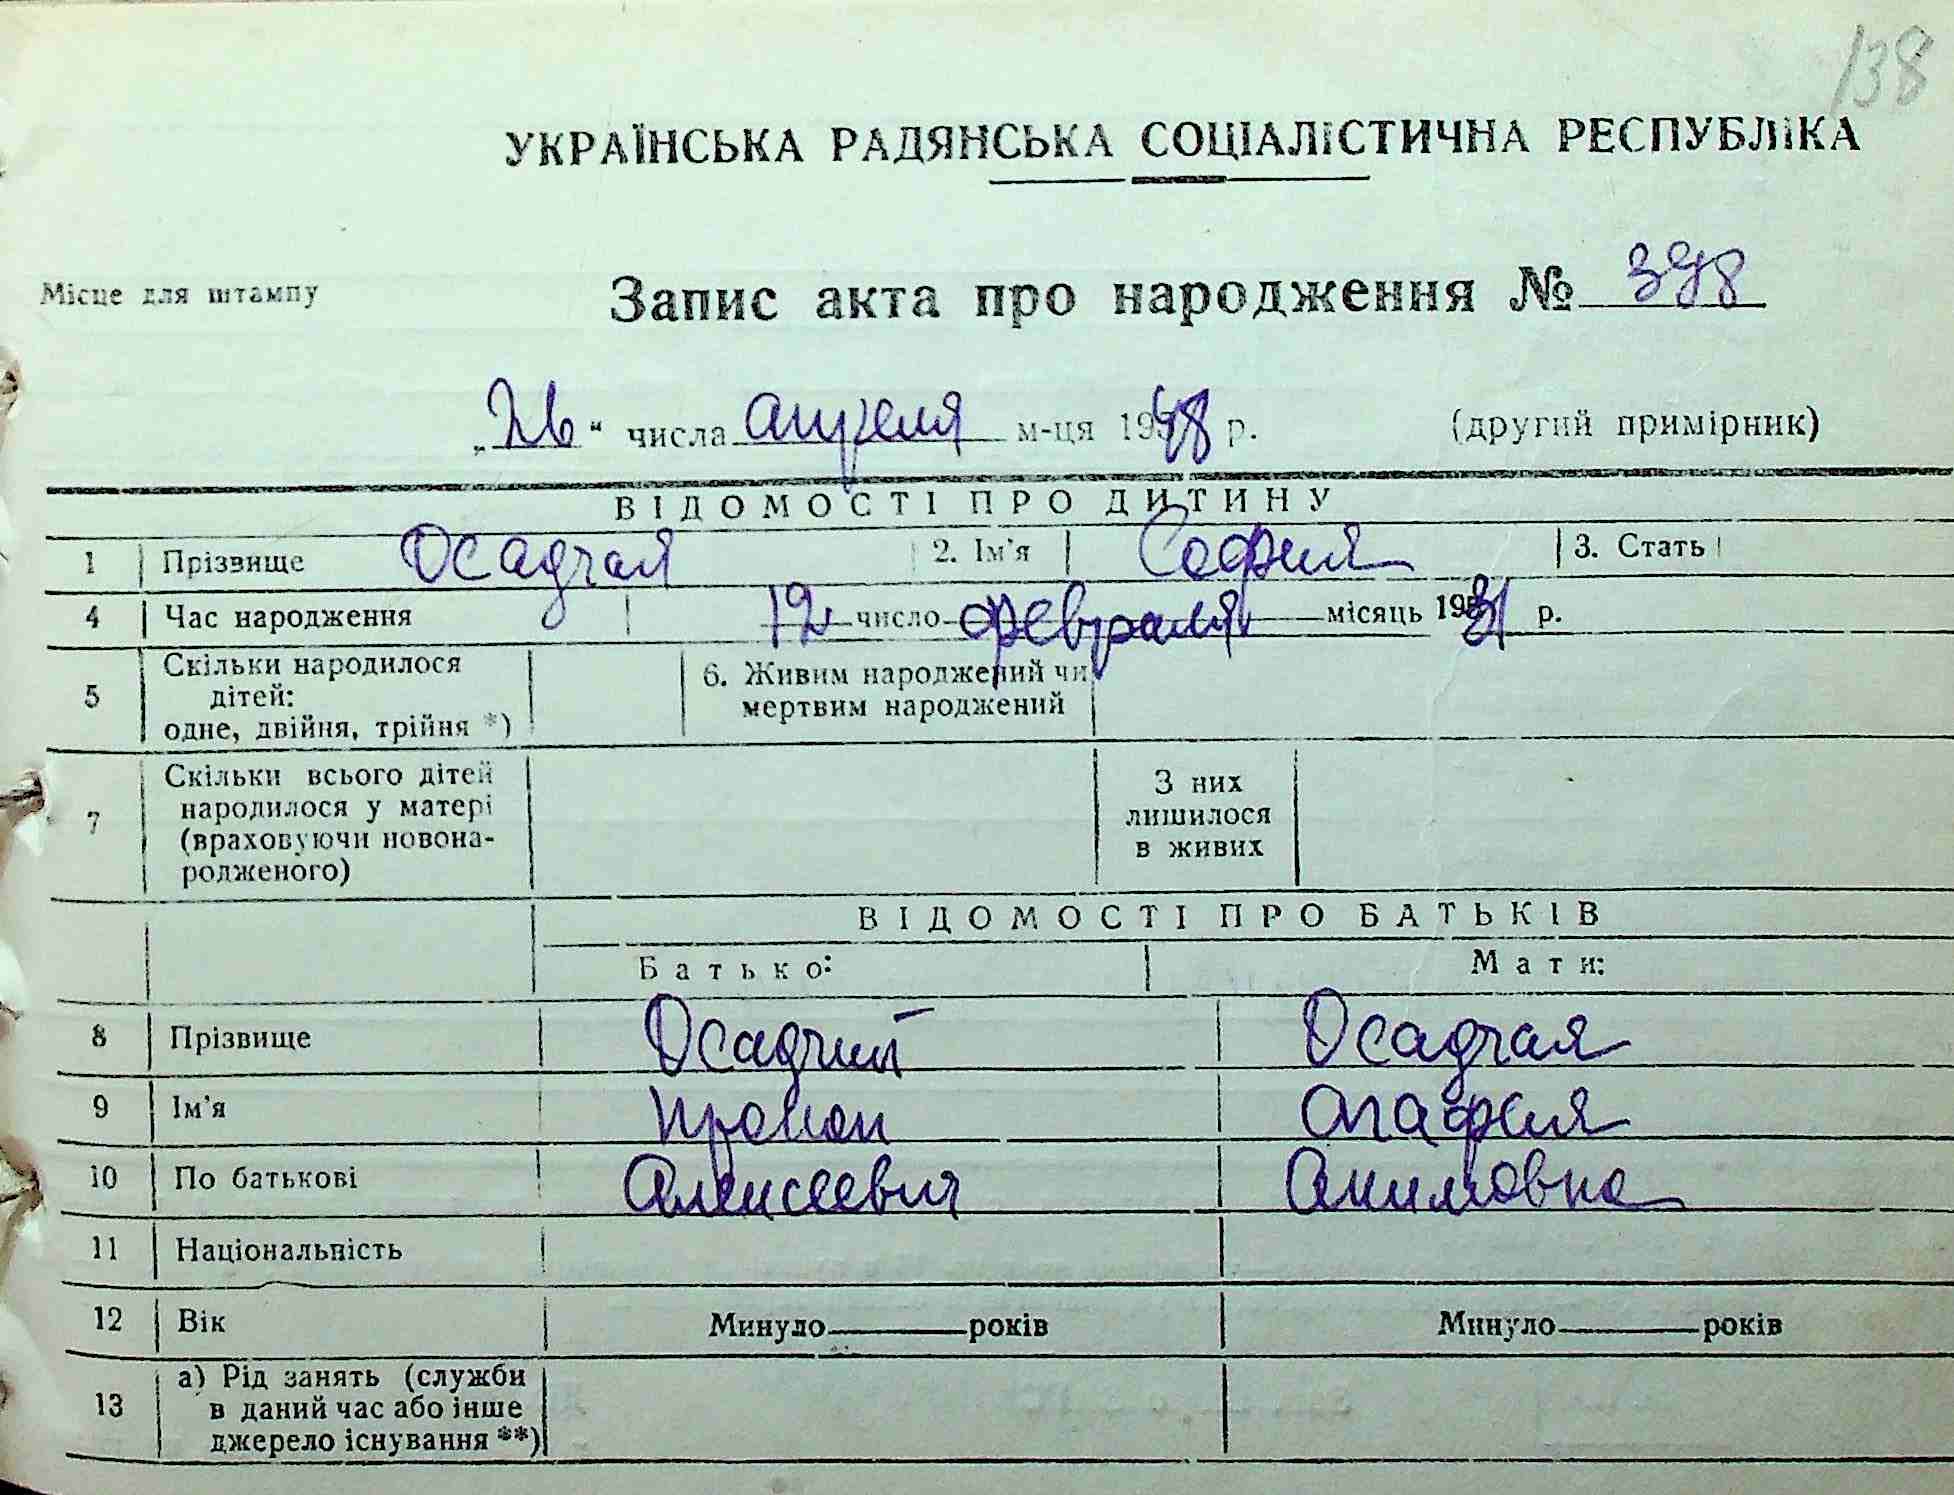 138
УКРАЇНСЬКА РАДЯНСЬКА СОЦІАЛІСТИЧНА РЕСПУБЛІКА
Місце для штампу
Запис акта про народження № 398
„26“ числа апреля м-ця 1948 р. (другий примірник)
ВІДОМОСТІ ПРО ДИТИНУ
1 Прізвище Осадчая 2. Ім'я София 3. Стать
4 Час народження 12 число февраля місяць 1931 р.
5 Скільки народилося дітей: одне, двійня, трійня *) 6. Живим народжений чи мертвим народжений
7 Скільки всього дітей народилося у матері (враховуючи новонародженого) З них лишилося в живих
ВІДОМОСТІ ПРО БАТЬКІВ
Батько: Мати:
8 Прізвище Осадчий Осадчая
9 Ім'я Прокоп Агафия
10 По батькові Алексеевич Акимовна
11 Національність
12 Вік Минуло років Минуло років
13 а) Рід занять (служби в даний час або інше джерело існування **)